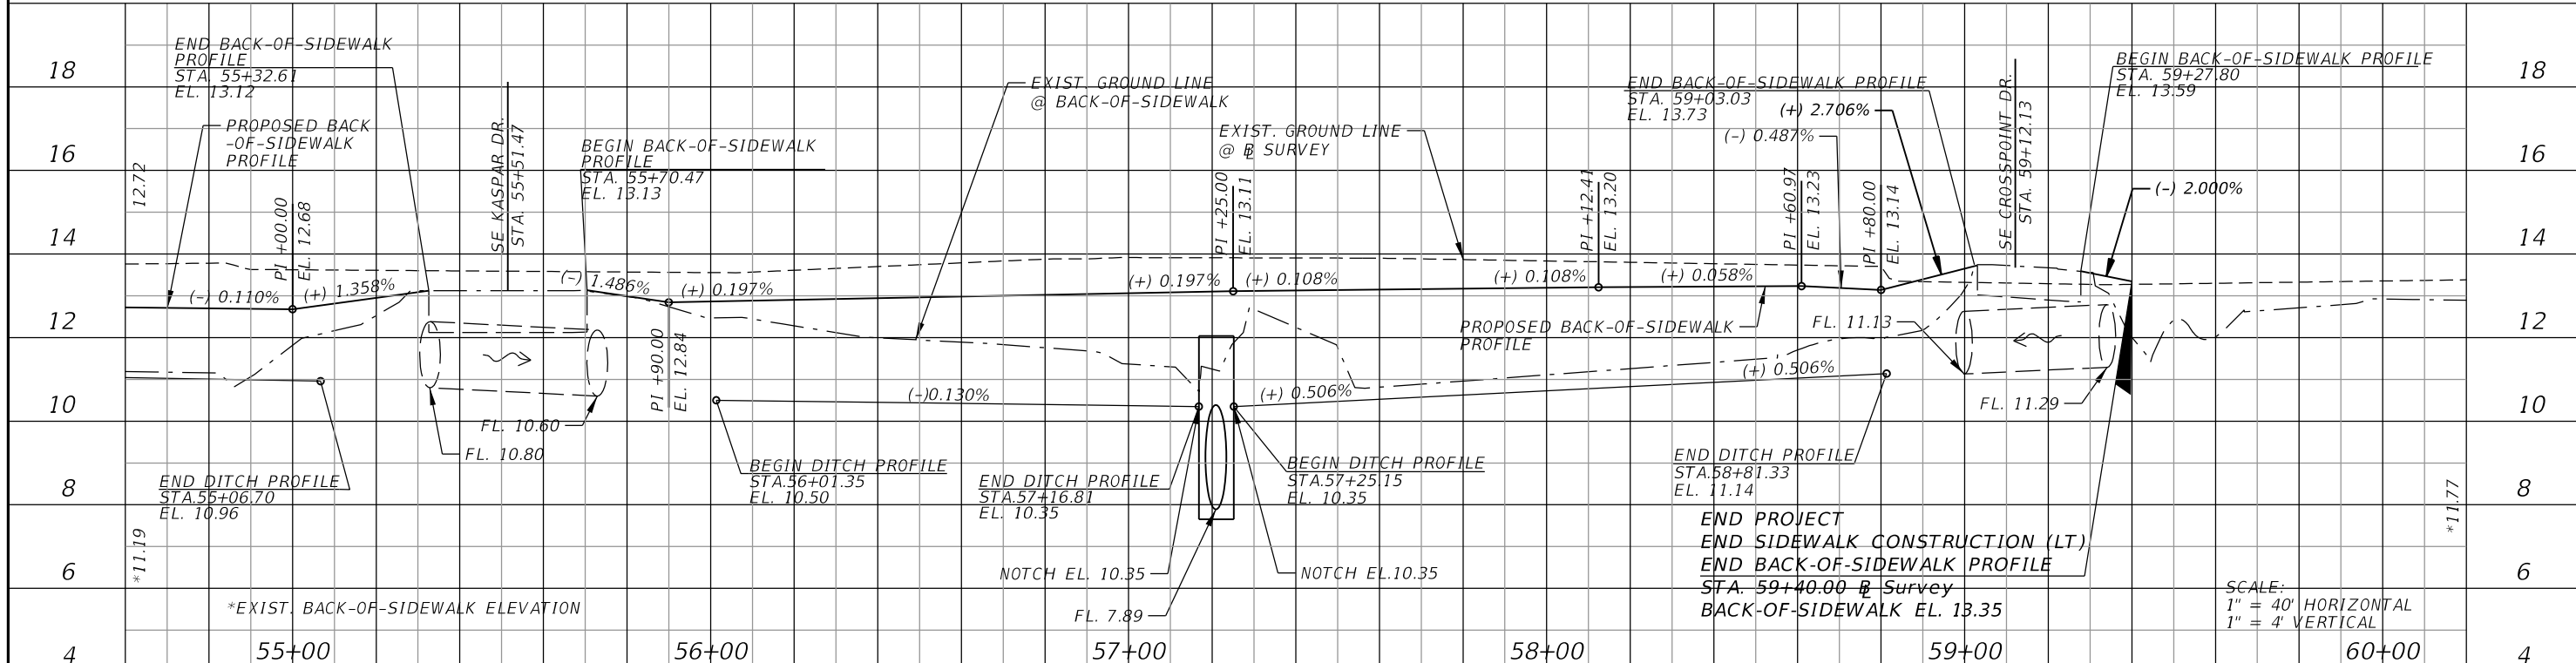 18
16
14
12
10
8
6
4
END BACK-OF-SIDEWALK
PROFILE
STA. 55+32.61
EL. 13.12
PROPOSED BACK
-OF-SIDEWALK
PROFILE
12.72
PI +00.00
EL. 12.68
(-) 0.110%
(+) 1.358%
SE KASPAR DR.
STA. 55+51.47
BEGIN BACK-OF-SIDEWALK
PROFILE
STA. 55+70.47
EL. 13.13
(-) 1.486%
(+) 0.197%
PI +90.00
EL. 12.84
EXIST. GROUND LINE
@ BACK-OF-SIDEWALK
EXIST. GROUND LINE
@ BL SURVEY
PI +25.00
EL. 13.11
(+) 0.197%
(+) 0.108%
(+) 0.108%
PI +12.41
EL. 13.20
(+) 0.058%
END BACK-OF-SIDEWALK PROFILE
STA. 59+03.03
EL. 13.73
(+) 2.706%
(-) 0.487%
PI +60.97
EL. 13.23
PI +80.00
EL. 13.14
SE CROSSPOINT DR.
STA. 59+12.13
BEGIN BACK-OF-SIDEWALK PROFILE
STA. 59+27.80
EL. 13.59
(-) 2.000%
PROPOSED BACK-OF-SIDEWALK
PROFILE
FL. 11.13
FL. 11.29
FL. 10.60
FL. 10.80
(-)0.130%
(+) 0.506%
(+) 0.506%
END DITCH PROFILE
STA.55+06.70
EL. 10.96
BEGIN DITCH PROFILE
STA.56+01.35
EL. 10.50
END DITCH PROFILE
STA.57+16.81
EL. 10.35
BEGIN DITCH PROFILE
STA.57+25.15
EL. 10.35
END DITCH PROFILE
STA.58+81.33
EL. 11.14
*11.19
*11.77
NOTCH EL. 10.35
NOTCH EL.10.35
FL. 7.89
END PROJECT
END SIDEWALK CONSTRUCTION (LT)
END BACK-OF-SIDEWALK PROFILE
STA. 59+40.00 BL Survey
BACK-OF-SIDEWALK EL. 13.35
*EXIST. BACK-OF-SIDEWALK ELEVATION
SCALE:
1" = 40' HORIZONTAL
1" = 4' VERTICAL
18
16
14
12
10
8
6
4
55+00
56+00
57+00
58+00
59+00
60+00